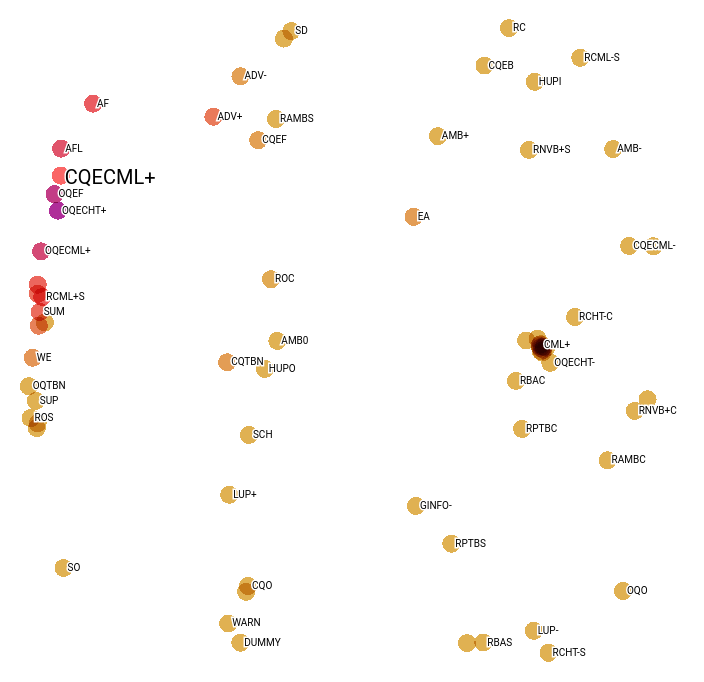 RC
SD
RCML-S
CQEB
ADV-
HUPI
AF
ADV+
RAMBS
AMB+
CQEF
AFL
RNVB+S
AMB-
CQECML+
OQEF
OQECHT+
EA
CQECML-
OQECML+
ROC
RCML+S
SUM
RCHT-C
AMB0
CML+
WE
CQTBN
HUPO
OQECHT-
RBAC
OQTBN
SUP
RNVB+C
ROS
RPTBC
SCH
RAMBC
LUP+
GINFO-
RPTBS
SO
CQO
OQO
WARN
LUP-
DUMMY
RBAS
RCHT-S